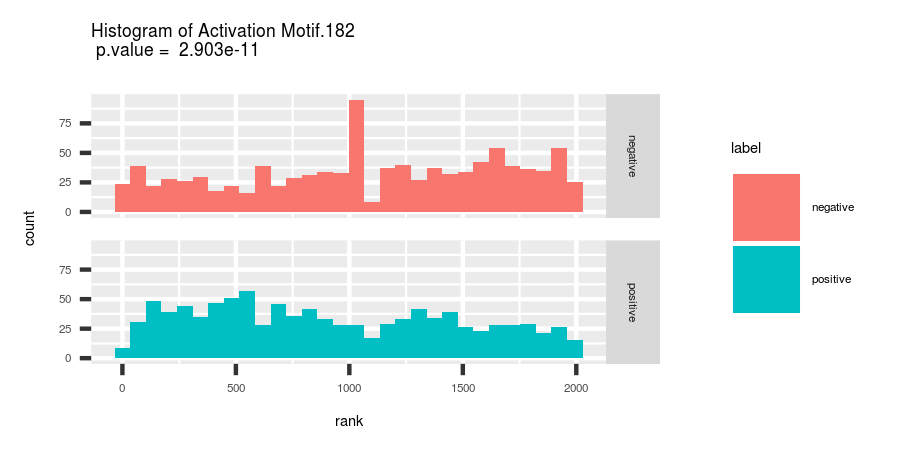 Histogram of Activation Motif.182
p.value = 2.903e-11
count
75
50
25
0
negative
75
50
25
0
positive
0 500 1000 1500 2000
rank
label
negative
positive